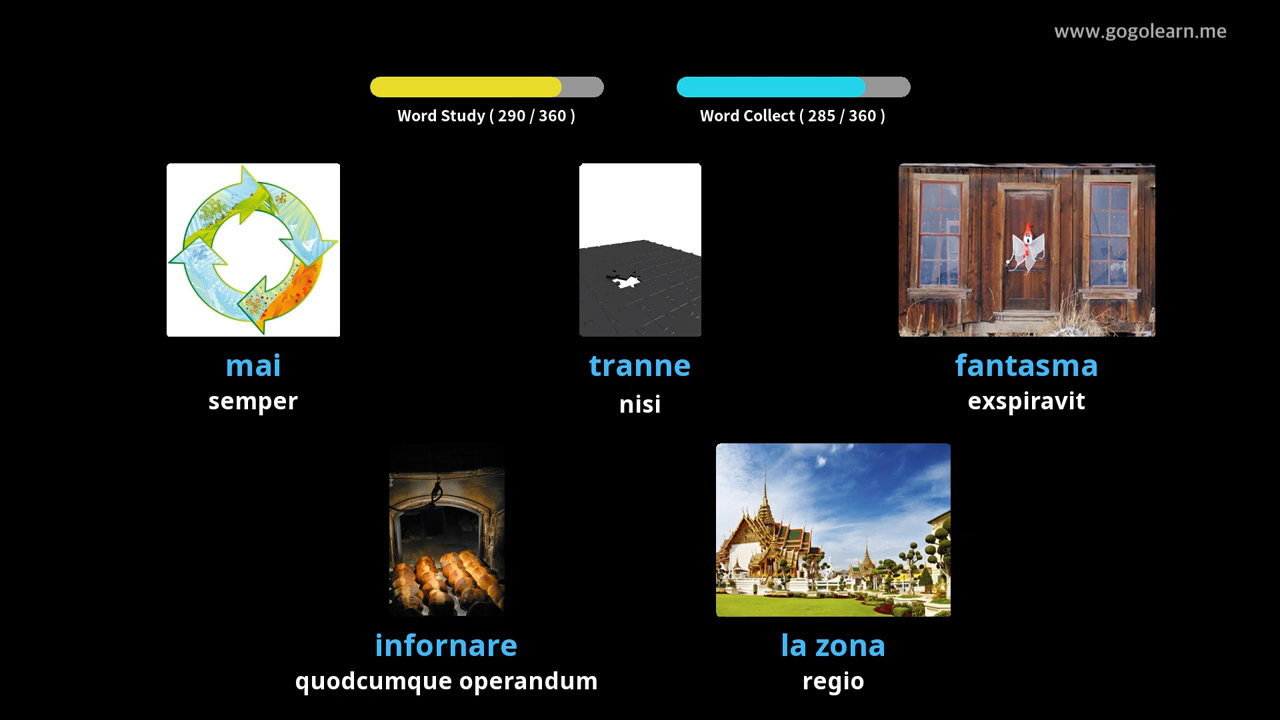 www.gogolearn.me
Word Study ( 290 / 360 )
Word Collect ( 285 / 360 )
mai
semper
tranne
nisi
fantasma
exspiravit
infornare
quodcumque operandum
la zona
regio